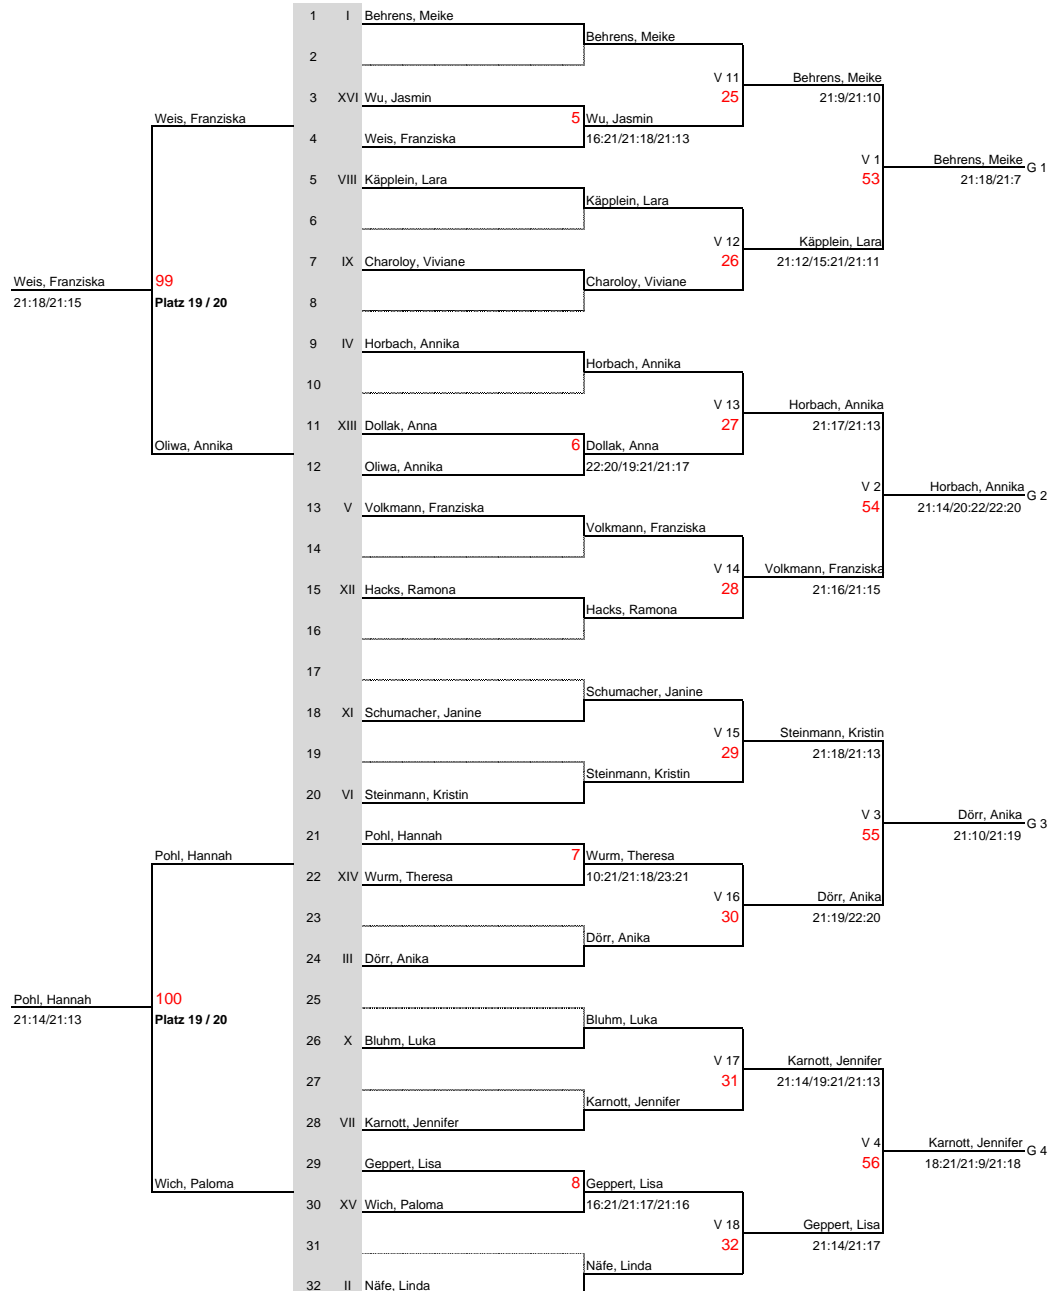 1 I Behrens, Meike
Behrens, Meike
2
V 11 Behrens, Meike
25 21:9/21:10
3 XVI Wu, Jasmin
Weis, Franziska 5 Wu, Jasmin
4 Weis, Franziska 16:21/21:18/21:13
V 1 Behrens, Meike G 1
53 21:18/21:7
5 VIII Käpplein, Lara
Käpplein, Lara
6
V 12 Käpplein, Lara
26 21:12/15:21/21:11
7 IX Charoloy, Viviane
Weis, Franziska 99 Charoloy, Viviane
21:18/21:15 Platz 19 / 20 8
9 IV Horbach, Annika
Horbach, Annika
10
V 13 Horbach, Annika
27 21:17/21:13
11 XIII Dollak, Anna
Oliwa, Annika 6 Dollak, Anna
12 Oliwa, Annika 22:20/19:21/21:17
V 2 Horbach, Annika G 2
54 21:14/20:22/22:20
13 V Volkmann, Franziska
Volkmann, Franziska
14
V 14 Volkmann, Franziska
28 21:16/21:15
15 XII Hacks, Ramona
Hacks, Ramona
16
17
Schumacher, Janine
18 XI Schumacher, Janine
V 15 Steinmann, Kristin
29 21:18/21:13
19
Steinmann, Kristin
20 VI Steinmann, Kristin
V 3 Dörr, Anika G 3
55 21:10/21:19
21 Pohl, Hannah
Pohl, Hannah 7 Wurm, Theresa
22 XIV Wurm, Theresa 10:21/21:18/23:21
V 16 Dörr, Anika
30 21:19/22:20
23
Dörr, Anika
24 III Dörr, Anika
Pohl, Hannah 100 25
21:14/21:13 Platz 19 / 20 Bluhm, Luka
26 X Bluhm, Luka
V 17 Karnott, Jennifer
31 21:14/19:21/21:13
27
Karnott, Jennifer
28 VII Karnott, Jennifer
V 4 Karnott, Jennifer G 4
56 18:21/21:9/21:18
29 Geppert, Lisa
Wich, Paloma 8 Geppert, Lisa
30 XV Wich, Paloma 16:21/21:17/21:16
V 18 Geppert, Lisa
32 21:14/21:17
31
Näfe, Linda
32 II Näfe, Linda